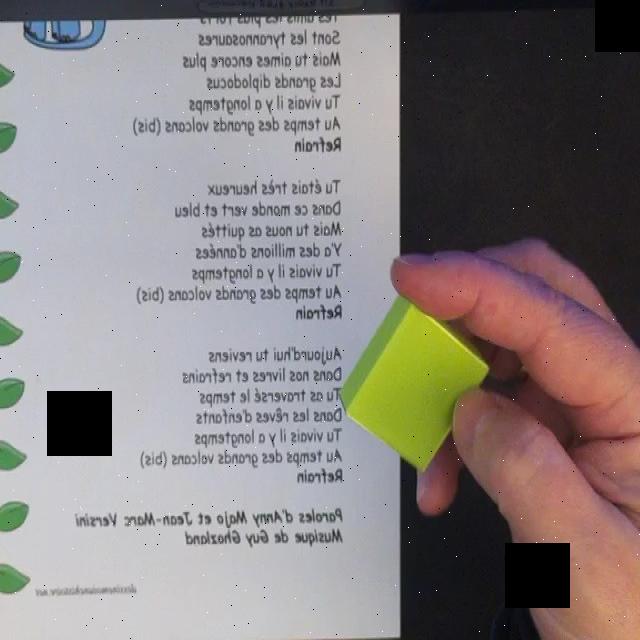 Tes amis les plus forts
Sont les tyrannosaures
Mais tu aimes encore plus
Les grands diplodocus
Tu vivais il y a longtemps
Au temps des grands volcans (bis)
Refrain
Tu étais très heureux
Dans ce monde vert et bleu
Mais tu nous as quittés
Y'a des millions d'années
Tu vivais il y a longtemps
Au temps des grands volcans (bis)
Refrain
Aujourd'hui tu reviens
Dans nos livres et refrains
Tu as traversé le temps
Dans les rêves d'enfants
Tu vivais il y a longtemps
Au temps des grands volcans (bis)
Refrain
Paroles d'Anny Majo et Jean-Marc Versini
Musique de Guy Ghozland